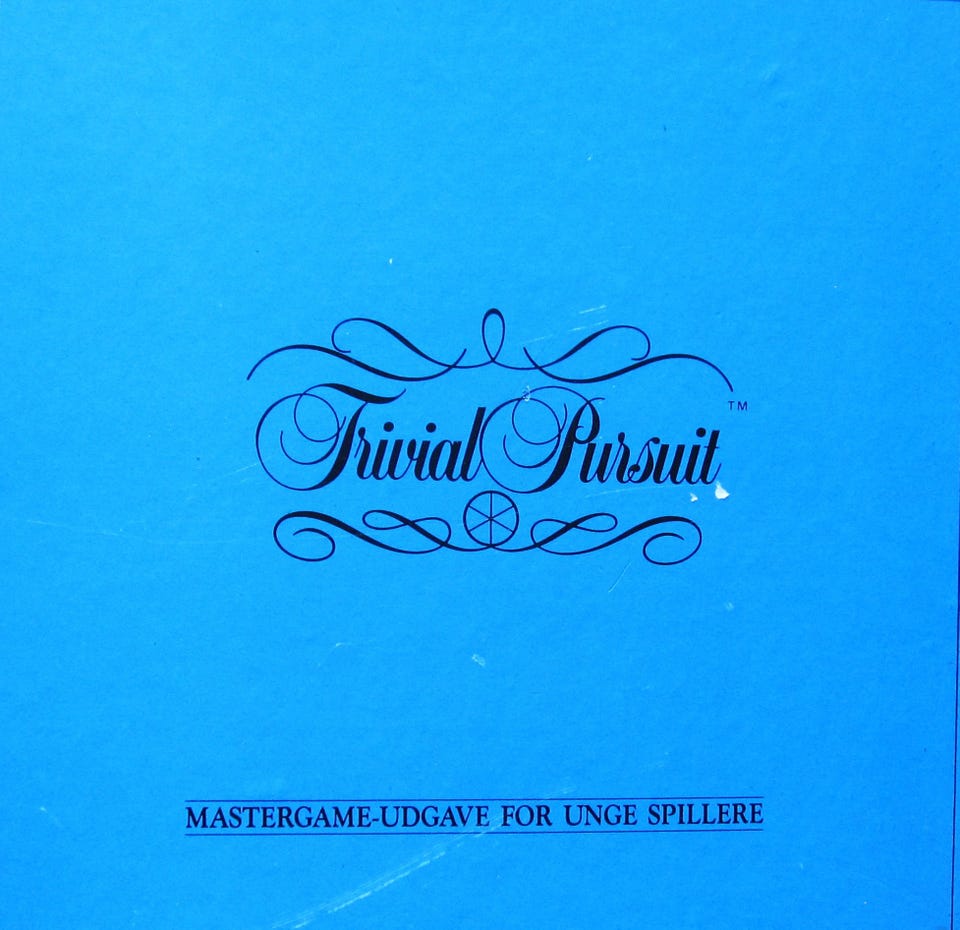 Trivial Pursuit™
MASTERGAME-UDGAVE FOR UNGE SPILLERE